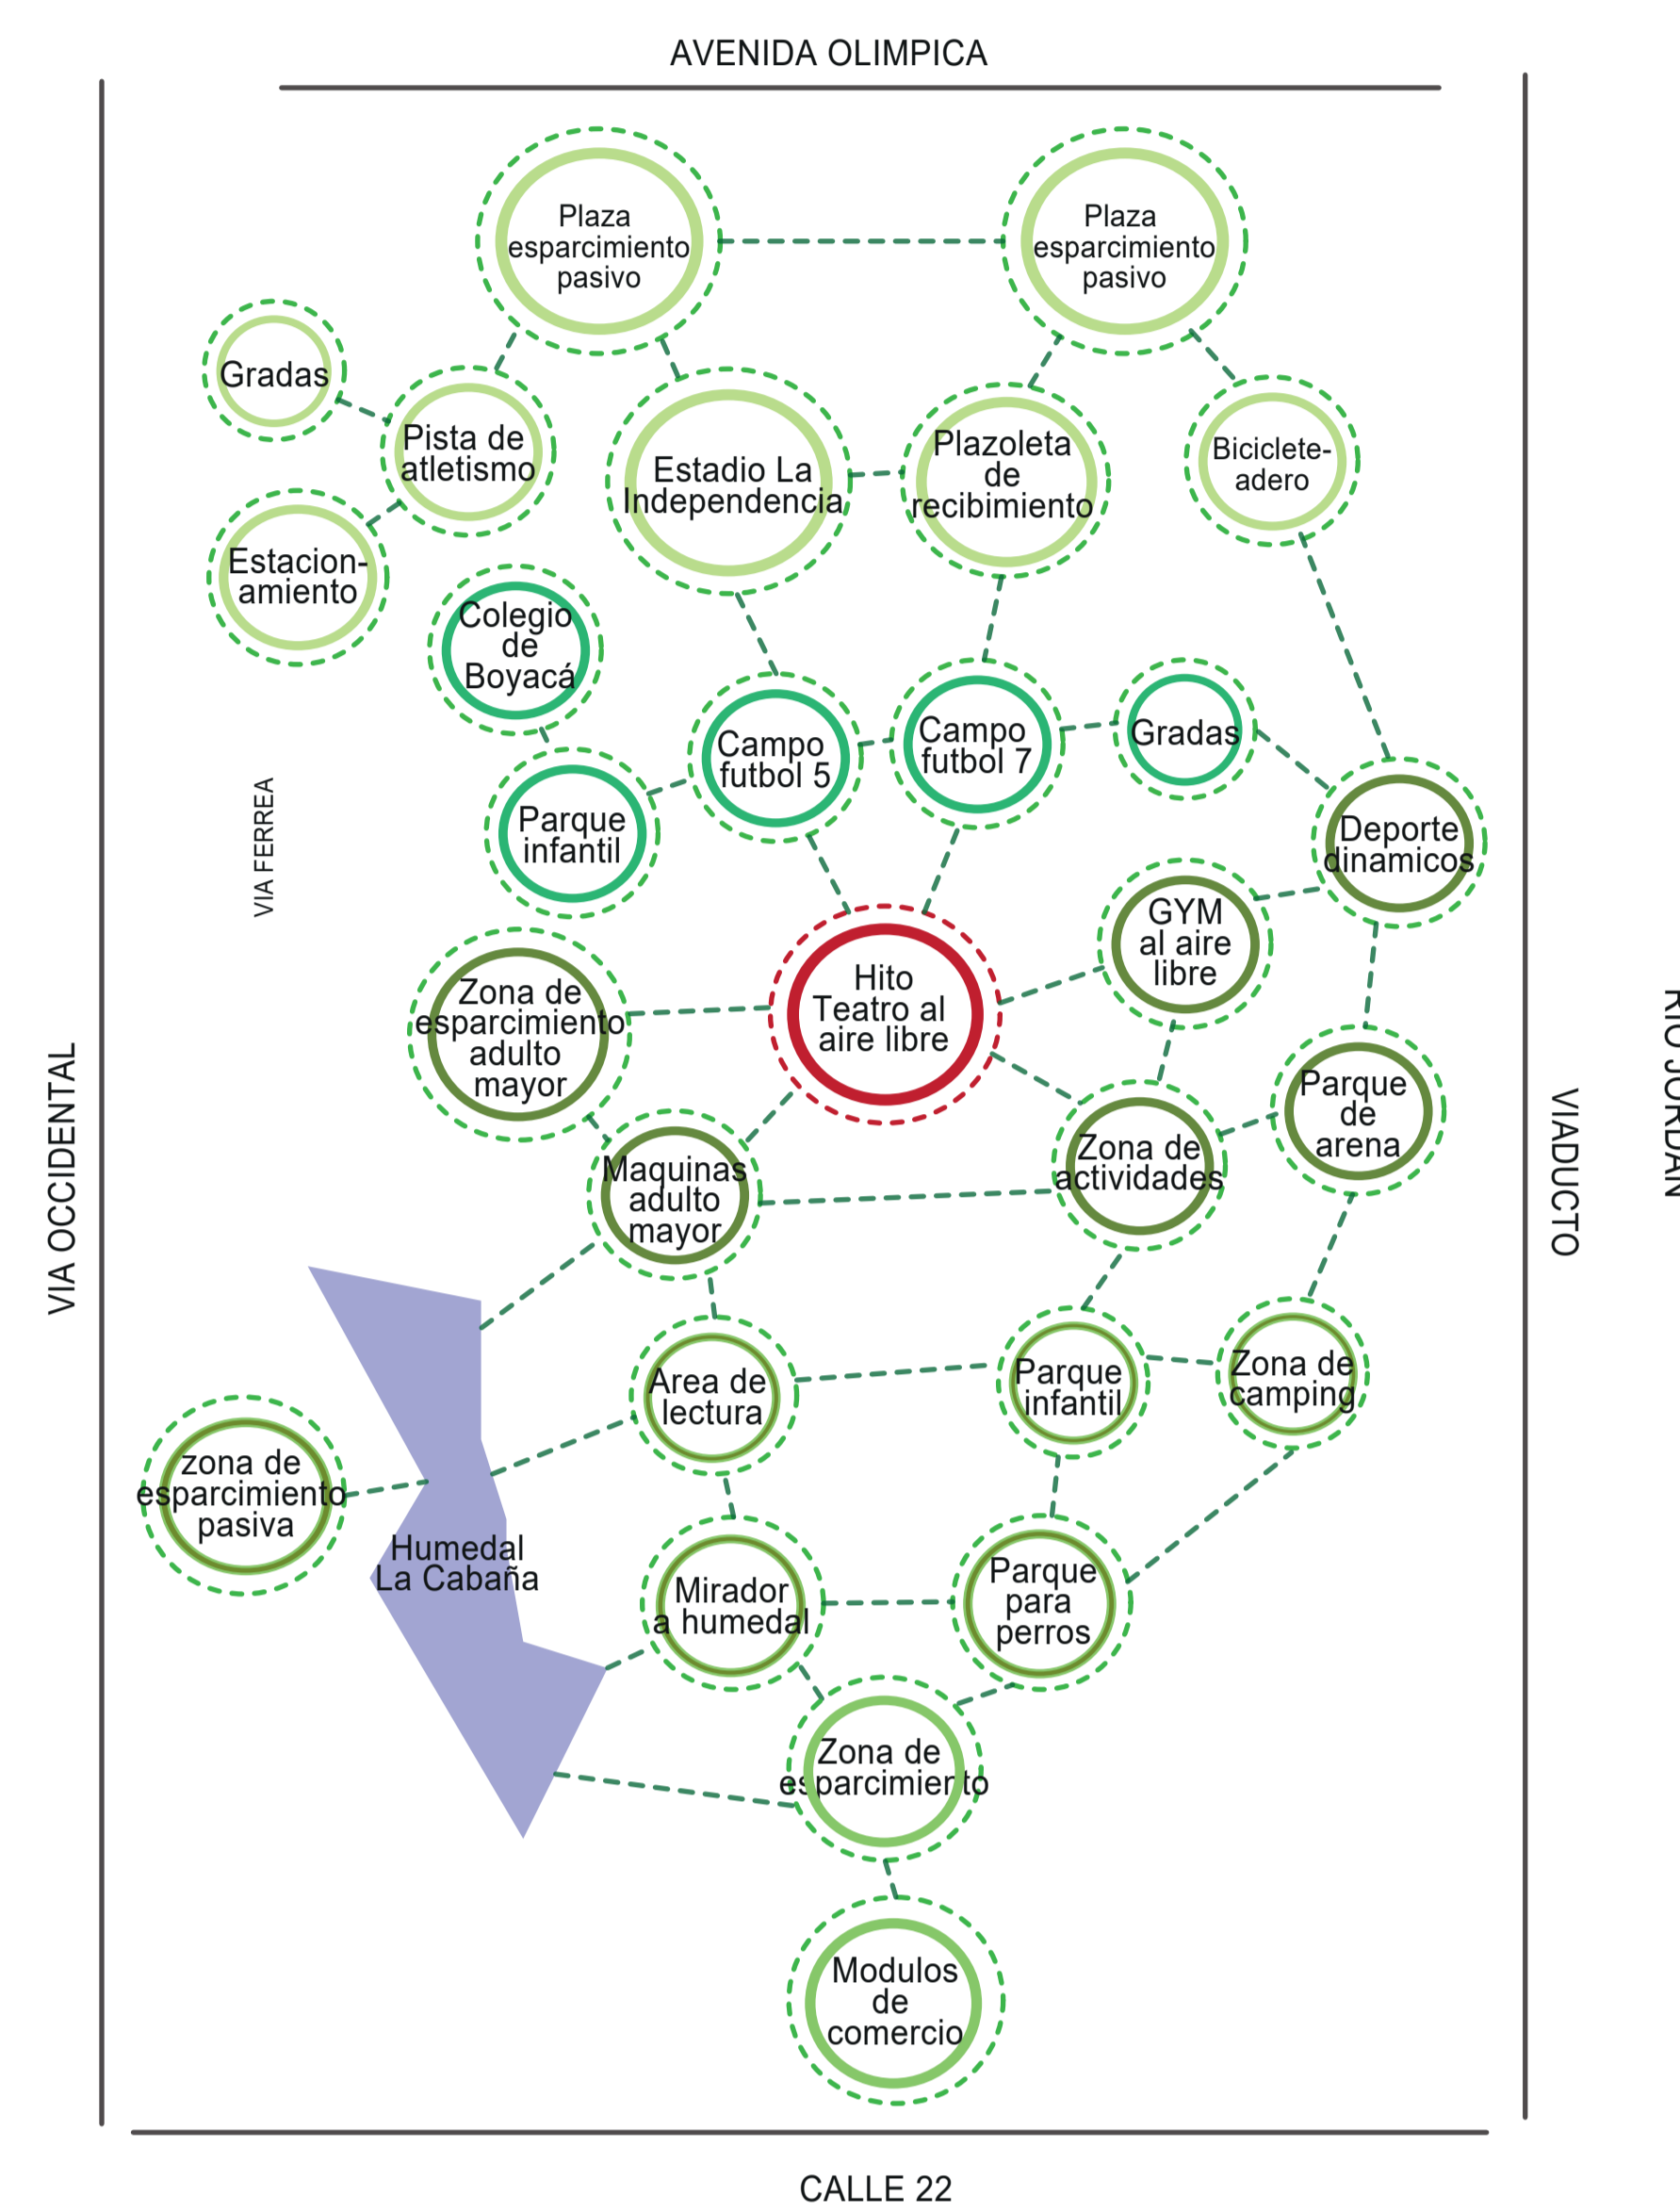 AVENIDA OLIMPICA
Plaza
esparcimiento
pasivo
Plaza
esparcimiento
pasivo
Gradas
Pista de
atletismo
Estadio La
Independencia
Plazoleta
de
recibimiento
Biciclete-
adero
Estacion-
amiento
Colegio
de
Boyacá
Campo
futbol 5
Campo
futbol 7
Gradas
VIA FERREA
Parque
infantil
Deporte
dinamicos
GYM
al aire
libre
Zona de
esparcimiento
adulto
mayor
Hito
Teatro al
aire libre
VIA OCCIDENTAL
VIADUCTO
RIO JORDAN
Parque
de
arena
Zona de
actividades
Maquinas
adulto
mayor
Area de
lectura
Parque
infantil
Zona de
camping
zona de
esparcimiento
pasiva
Humedal
La Cabaña
Mirador
a humedal
Parque
para
perros
Zona de
esparcimiento
Modulos
de
comercio
CALLE 22